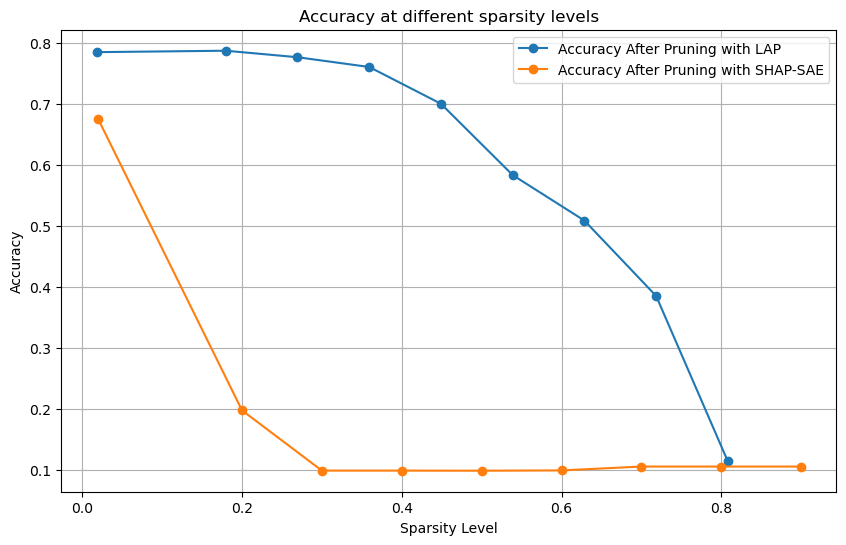 Accuracy at different sparsity levels
Accuracy After Pruning with LAP
Accuracy After Pruning with SHAP-SAE
Accuracy
0.8
0.7
0.6
0.5
0.4
0.3
0.2
0.1
0.0 0.2 0.4 0.6 0.8
Sparsity Level